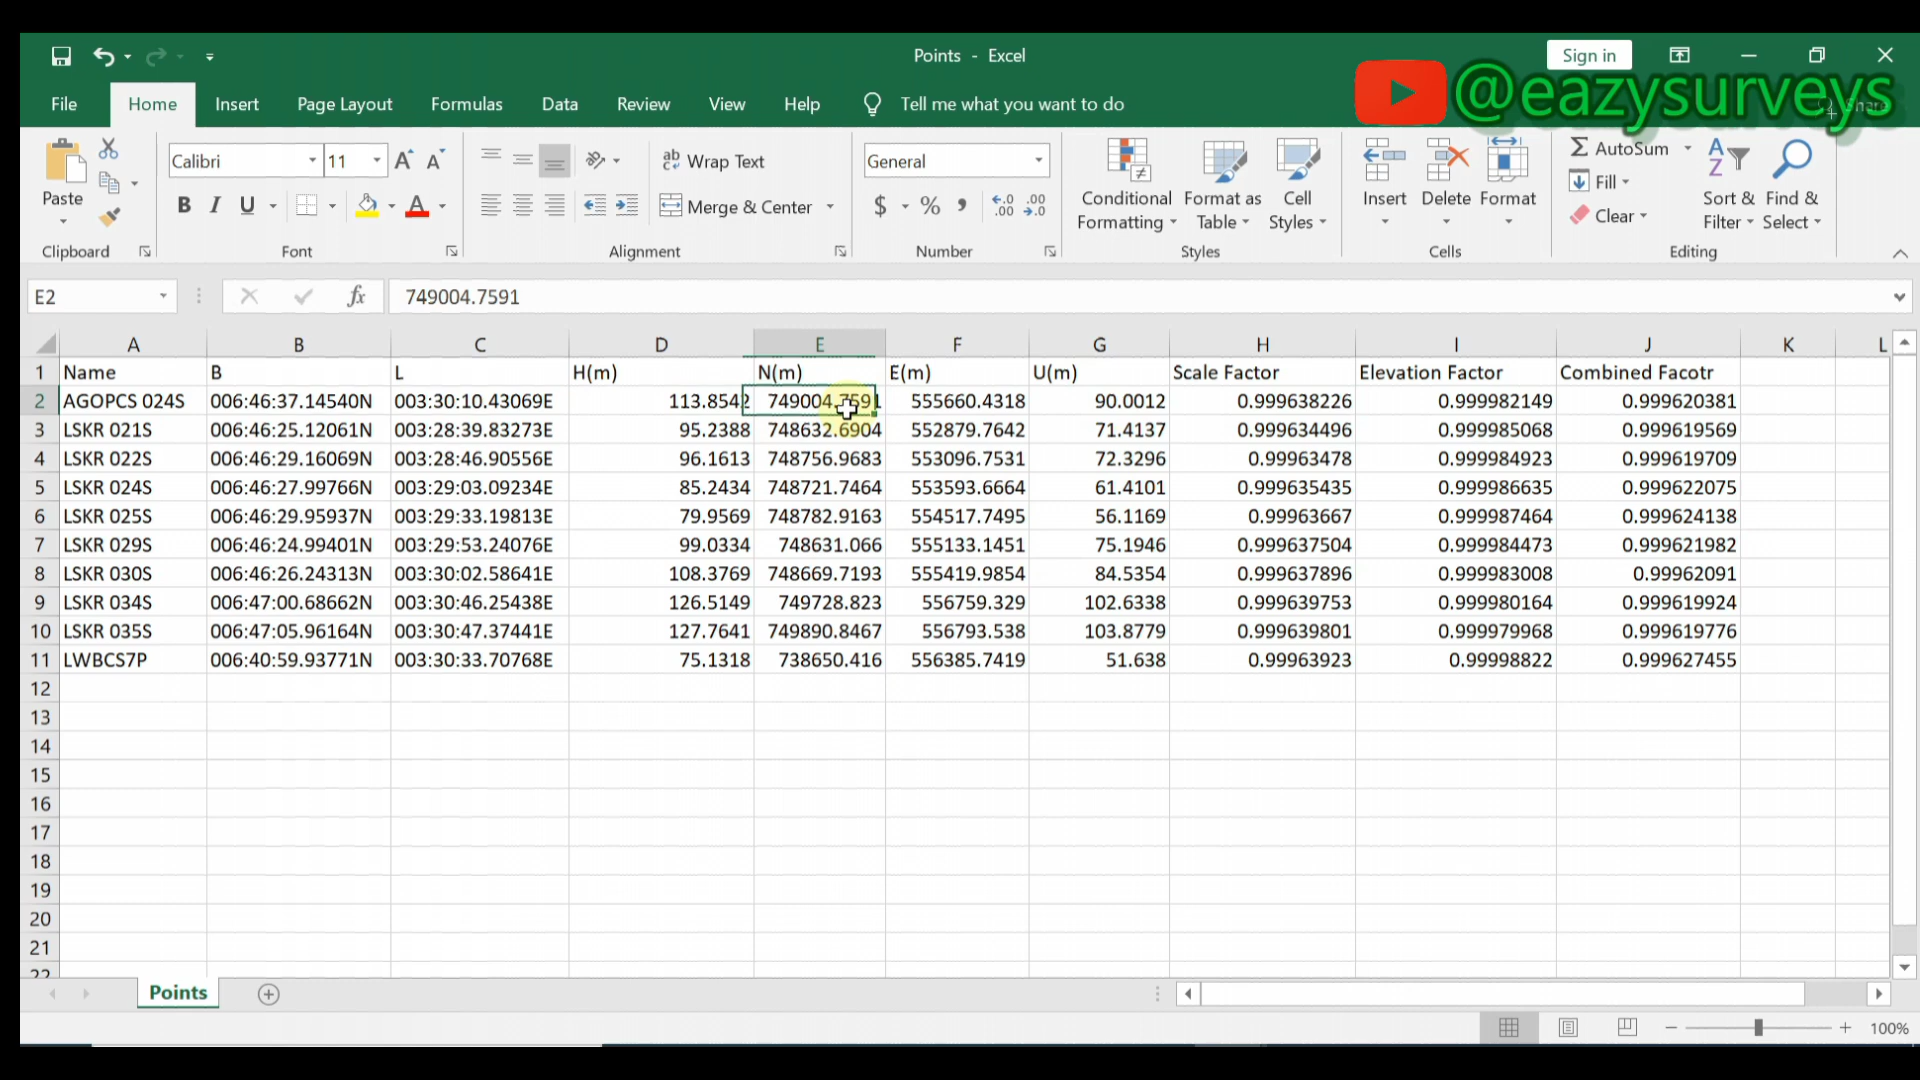 Points - Excel
Sign in
@eazysurveys
File Home Insert Page Layout Formulas Data Review View Help Tell me what you want to do Share
Paste
Clipboard
Calibri 11
B I U
Font
Wrap Text
Merge & Center
Alignment
General
$ % ,
Number
Conditional Formatting
Format as Table
Cell Styles
Styles
Insert Delete Format
Cells
AutoSum
Fill
Clear
Sort & Filter
Find & Select
Editing
E2 fx 749004.7591
A B C D E F G H I J K L
1 Name B L H(m) N(m) E(m) U(m) Scale Factor Elevation Factor Combined Facotr
2 AGOPCS 024S 006:46:37.14540N 003:30:10.43069E 113.8542 749004.7591 555660.4318 90.0012 0.999638226 0.999982149 0.999620381
3 LSKR 021S 006:46:25.12061N 003:28:39.83273E 95.2388 748632.6904 552879.7642 71.4137 0.999634496 0.999985068 0.999619569
4 LSKR 022S 006:46:29.16069N 003:28:46.90556E 96.1613 748756.9683 553096.7531 72.3296 0.99963478 0.999984923 0.999619709
5 LSKR 024S 006:46:27.99766N 003:29:03.09234E 85.2434 748721.7464 553593.6664 61.4101 0.999635435 0.999986635 0.999622075
6 LSKR 025S 006:46:29.95937N 003:29:33.19813E 79.9569 748782.9163 554517.7495 56.1169 0.99963667 0.999987464 0.999624138
7 LSKR 029S 006:46:24.99401N 003:29:53.24076E 99.0334 748631.066 555133.1451 75.1946 0.999637504 0.999984473 0.999621982
8 LSKR 030S 006:46:26.24313N 003:30:02.58641E 108.3769 748669.7193 555419.9854 84.5354 0.999637896 0.999983008 0.99962091
9 LSKR 034S 006:47:00.68662N 003:30:46.25438E 126.5149 749728.823 556759.329 102.6338 0.999639753 0.999980164 0.999619924
10 LSKR 035S 006:47:05.96164N 003:30:47.37441E 127.7641 749890.8467 556793.538 103.8779 0.999639801 0.999979968 0.999619776
11 LWBCS7P 006:40:59.93771N 003:30:33.70768E 75.1318 738650.416 556385.7419 51.638 0.99963923 0.99998822 0.999627455
12
13
14
15
16
17
18
19
20
21
22
Points
100%